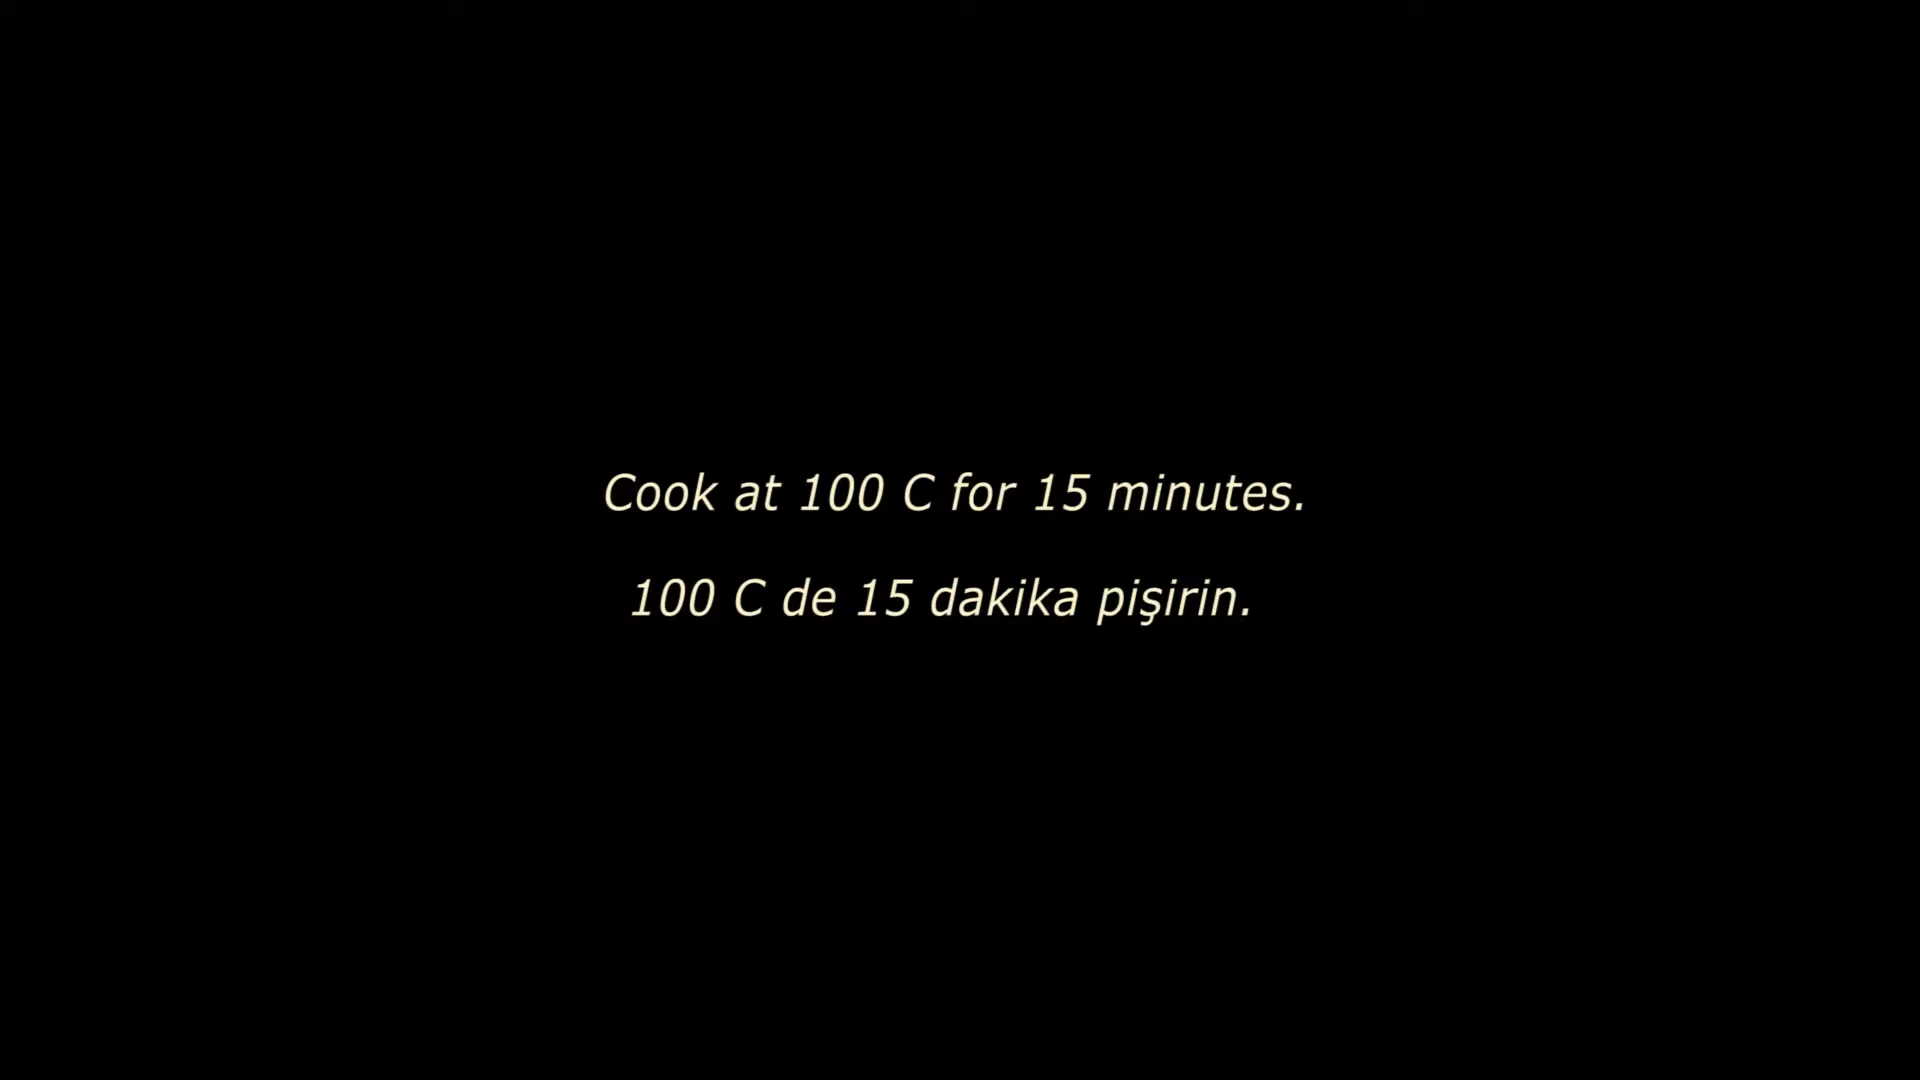 Cook at 100 C for 15 minutes.
100 C de 15 dakika pişirin.